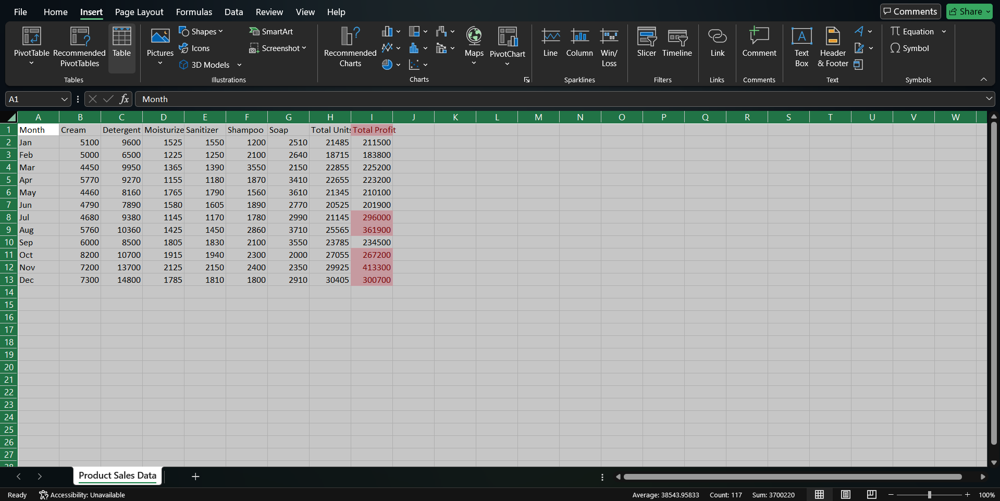 File Home Insert Page Layout Formulas Data Review View Help Comments Share
PivotTable Recommended PivotTables Table
Tables
Pictures Shapes Icons 3D Models SmartArt Screenshot
Illustrations
Recommended Charts Maps PivotChart
Charts
Line Column Win/ Loss
Sparklines
Slicer Timeline
Filters
Link
Links
Comment
Comments
Text Box Header & Footer
Text
Equation Symbol
Symbols
A1 fx Month
A B C D E F G H I J K L M N O P Q R S T U V W
1 Month Cream Detergent Moisturize Sanitizer Shampoo Soap Total Units Total Profit
2 Jan 5100 9600 1525 1550 1200 2510 21485 211500
3 Feb 5000 6500 1225 1250 2100 2640 18715 183800
4 Mar 4450 9950 1365 1390 3550 2150 22855 225200
5 Apr 5770 9270 1155 1180 1870 3410 22655 223200
6 May 4460 8160 1765 1790 1560 3610 21345 210100
7 Jun 4790 7890 1580 1605 1890 2770 20525 201900
8 Jul 4680 9380 1145 1170 1780 2990 21145 296000
9 Aug 5760 10360 1425 1450 2860 3710 25565 361900
10 Sep 6000 8500 1805 1830 2100 3550 23785 234500
11 Oct 8200 10700 1915 1940 2300 2000 27055 267200
12 Nov 7200 13700 2125 2150 2400 2350 29925 413300
13 Dec 7300 14800 1785 1810 1800 2910 30405 300700
14
15
16
17
18
19
20
21
22
23
24
25
26
27
28
Product Sales Data
Ready Accessibility: Unavailable Average: 38543.95833 Count: 117 Sum: 3700220 100%